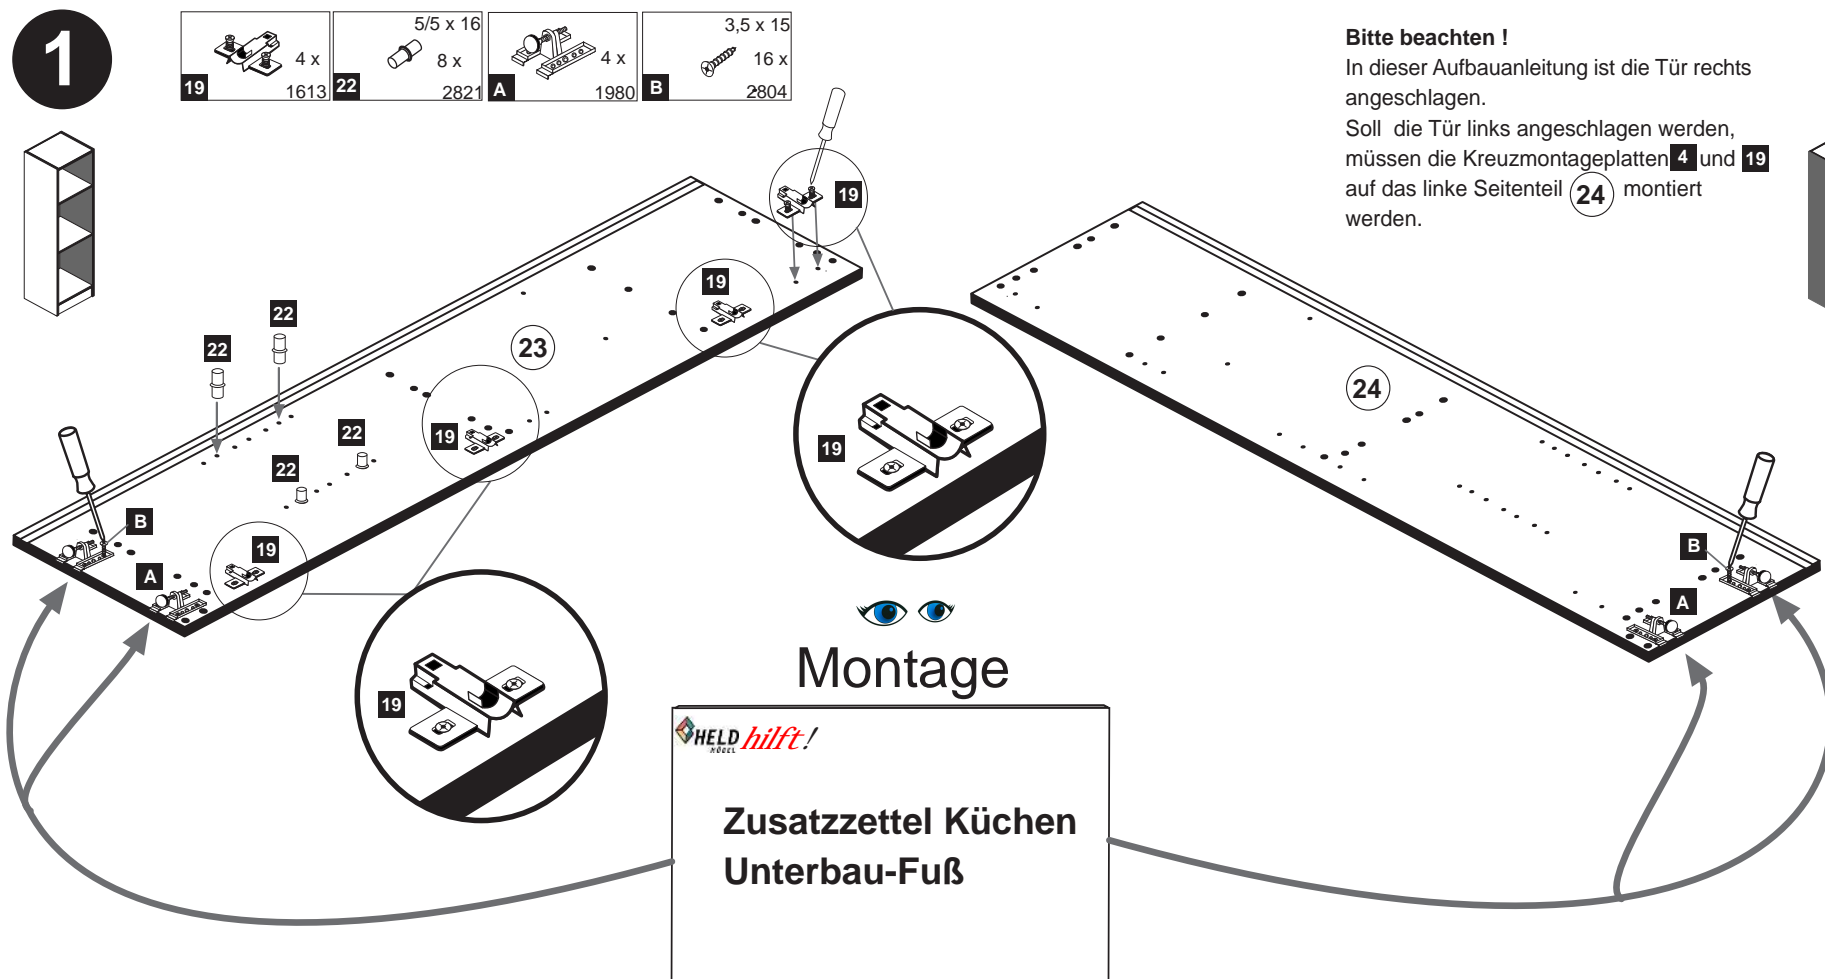 1
5/5 x 16
3,5 x 15
4 x
8 x
4 x
16 x
19
1613
22
2821
A
1980
B
2804
Bitte beachten !
In dieser Aufbauanleitung ist die Tür rechts
angeschlagen.
Soll die Tür links angeschlagen werden,
müssen die Kreuzmontageplatten 4 und 19
auf das linke Seitenteil 24 montiert
werden.
19
19
22
22
23
24
22
19
22
19
B
19
A
B
A
19
Montage
HELD hilft!
MÖBEL
Zusatzzettel Küchen
Unterbau-Fuß